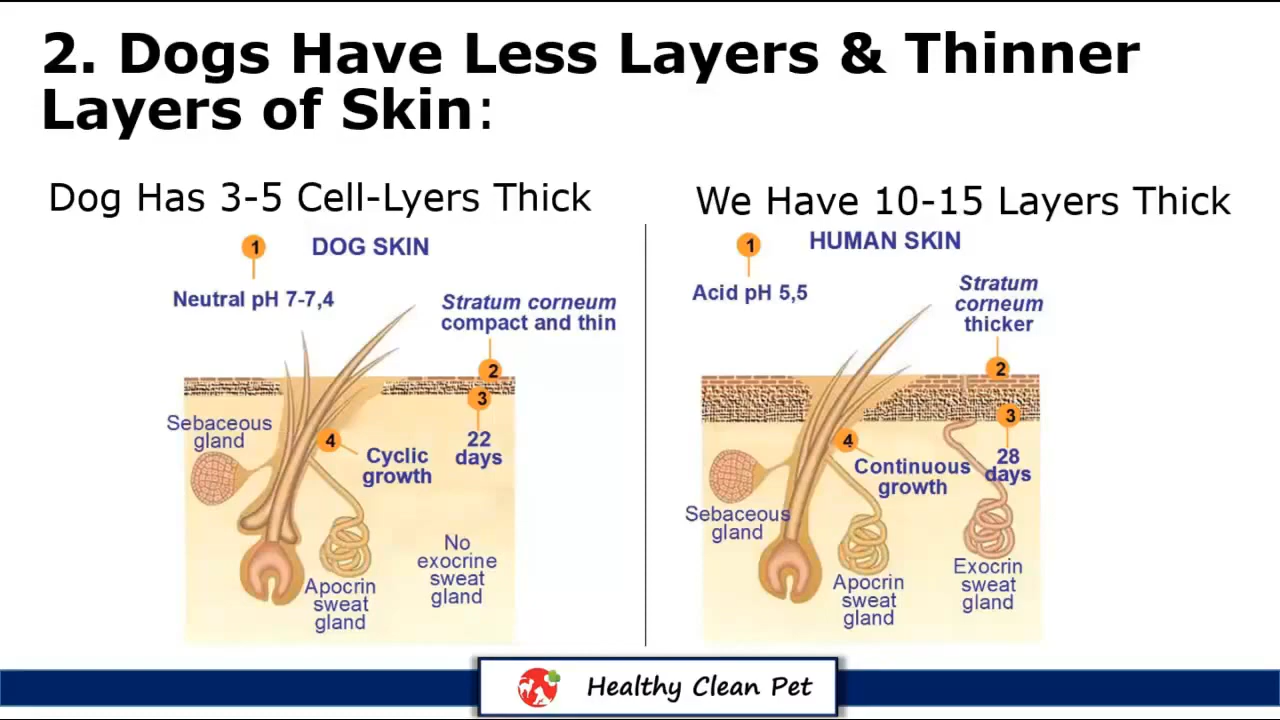 2. Dogs Have Less Layers & Thinner
Layers of Skin:
Dog Has 3-5 Cell-Lyers Thick
1
DOG SKIN
Neutral pH 7-7,4
Stratum corneum
compact and thin
2
3
Sebaceous
gland
4
Cyclic
growth
22
days
No
exocrine
sweat
gland
Apocrin
sweat
gland
We Have 10-15 Layers Thick
1
HUMAN SKIN
Acid pH 5,5
Stratum
corneum
thicker
2
3
4
Continuous
growth
28
days
Sebaceous
gland
Apocrin
sweat
gland
Exocrin
sweat
gland
Healthy Clean Pet